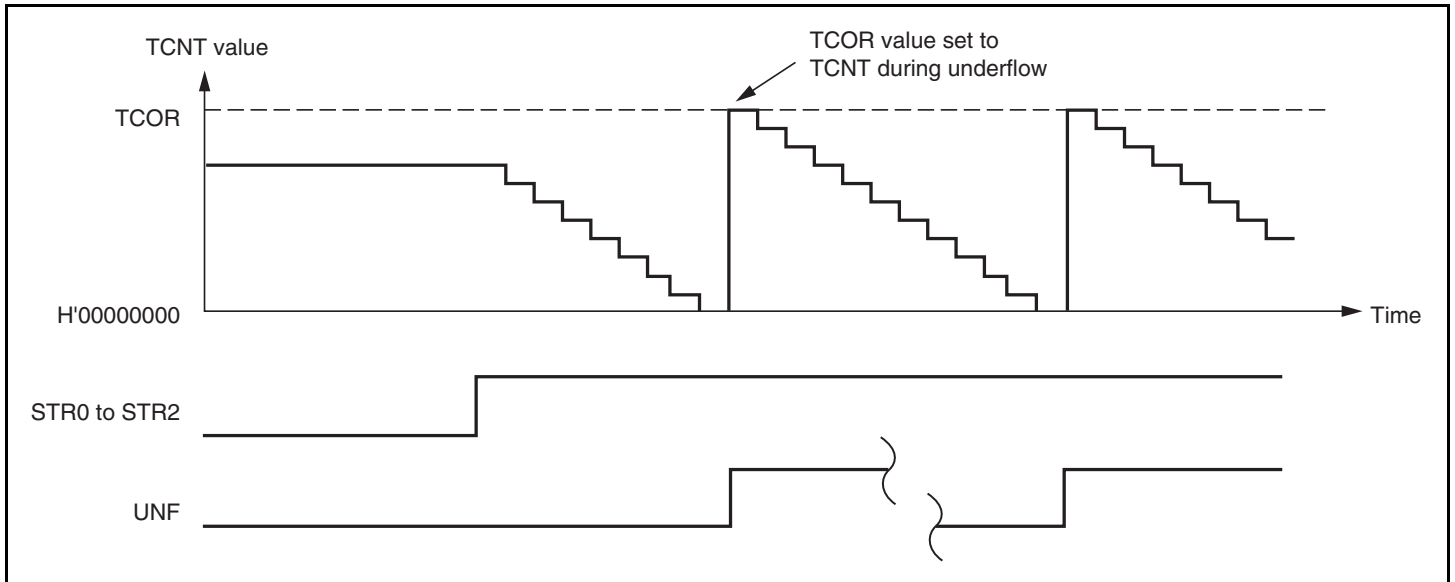 TCNT value
TCOR value set to
TCNT during underflow
TCOR
H'00000000
Time
STR0 to STR2
UNF